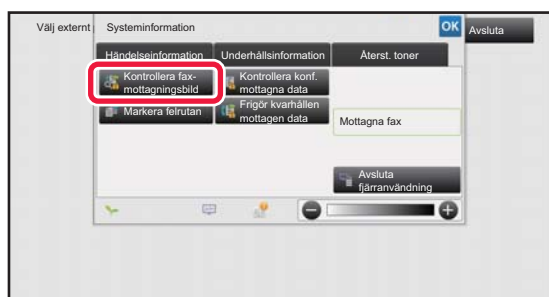 Välj externt
Systeminformation
OK
Avsluta
Händelseinformation
Underhållsinformation
Återst. toner
Kontrollera fax-
mottagningsbild
Kontrollera konf.
mottagna data
Markera felrutan
Frigör kvarhållen
mottagen data
Mottagna fax
Avsluta
fjärranvändning